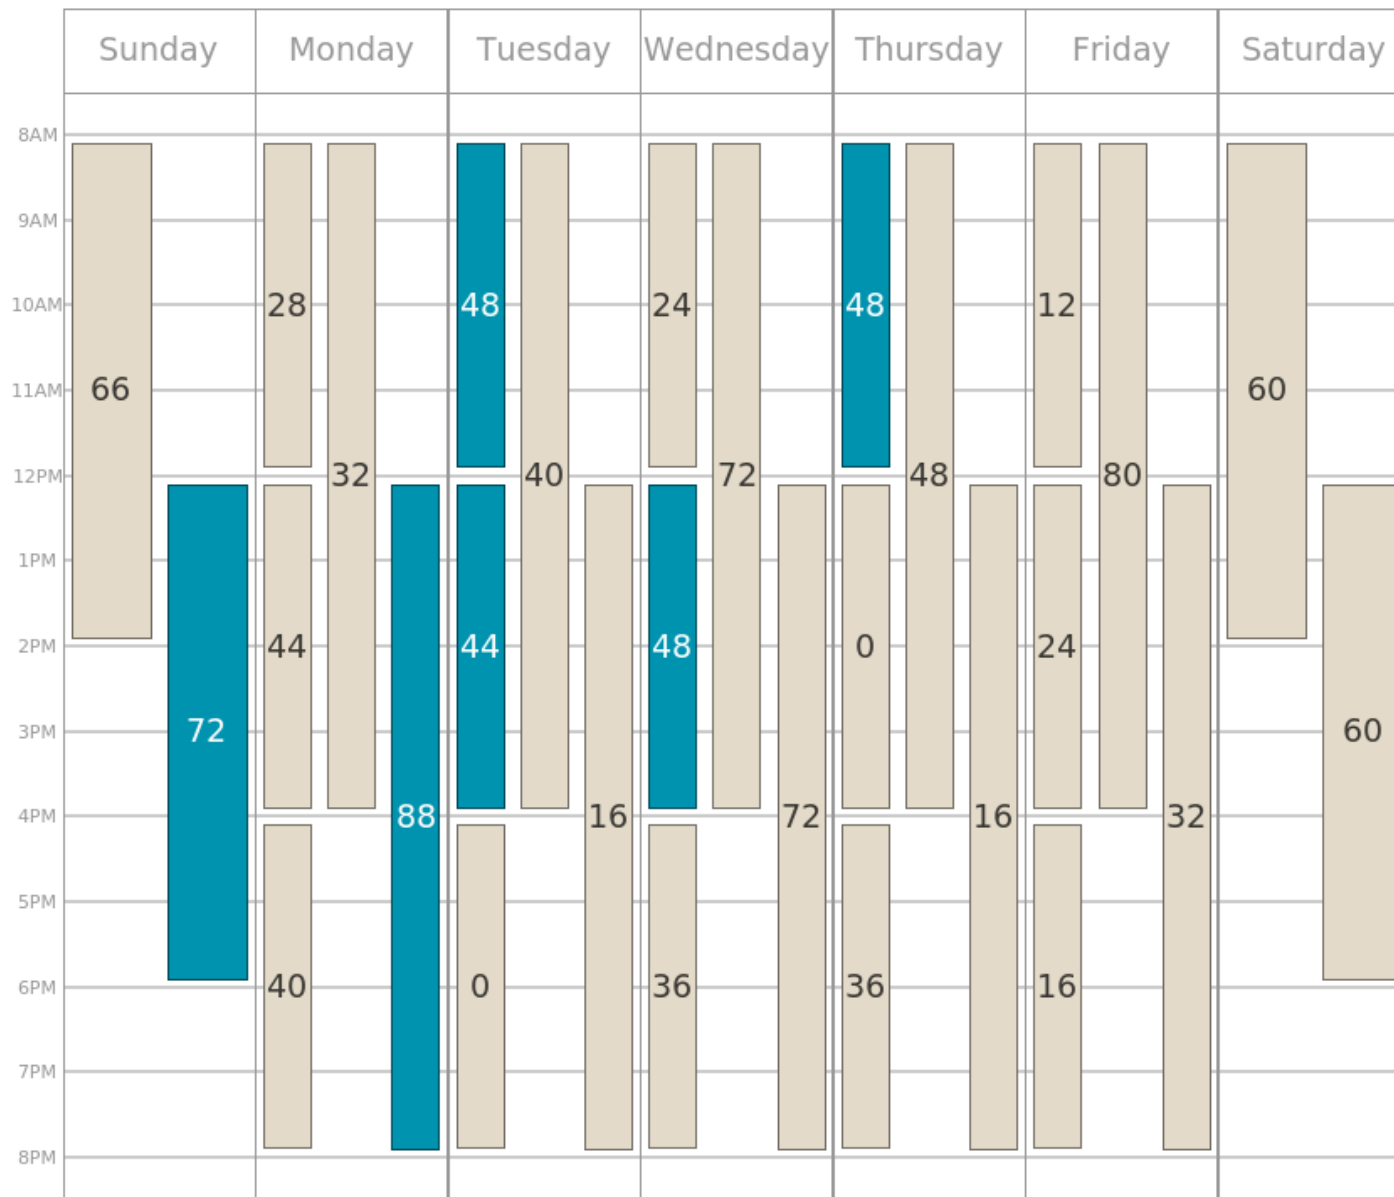 Sunday Monday Tuesday Wednesday Thursday Friday Saturday
8AM
9AM
10AM 28 48 24 48 12
11AM 66 60
12PM 32 40 72 48 80
1PM
2PM 44 44 48 0 24
3PM 72 60
4PM 88 16 72 16 32
5PM
6PM 40 0 36 36 16
7PM
8PM